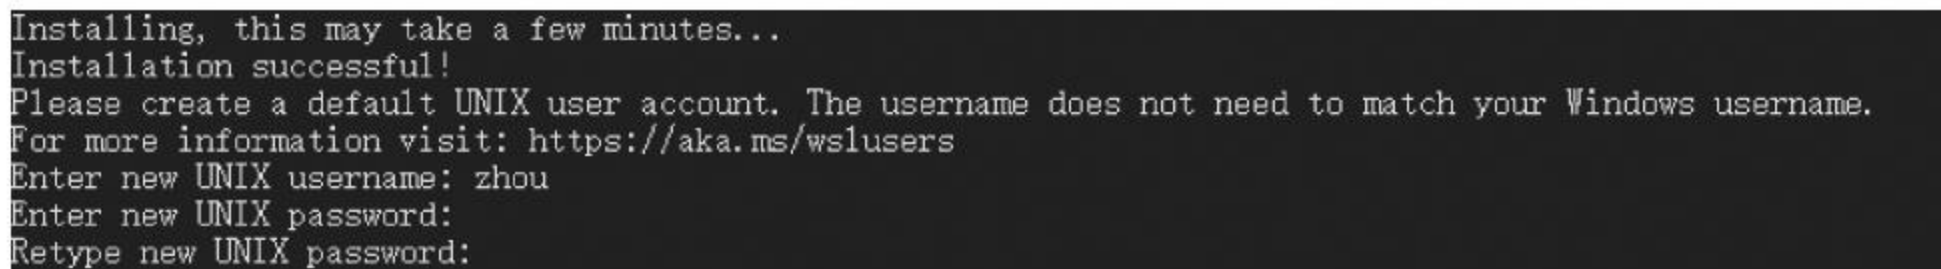 Installing, this may take a few minutes...
Installation successful!
Please create a default UNIX user account. The username does not need to match your Windows username.
For more information visit: https://aka.ms/wslusers
Enter new UNIX username: zhou
Enter new UNIX password:
Retype new UNIX password: